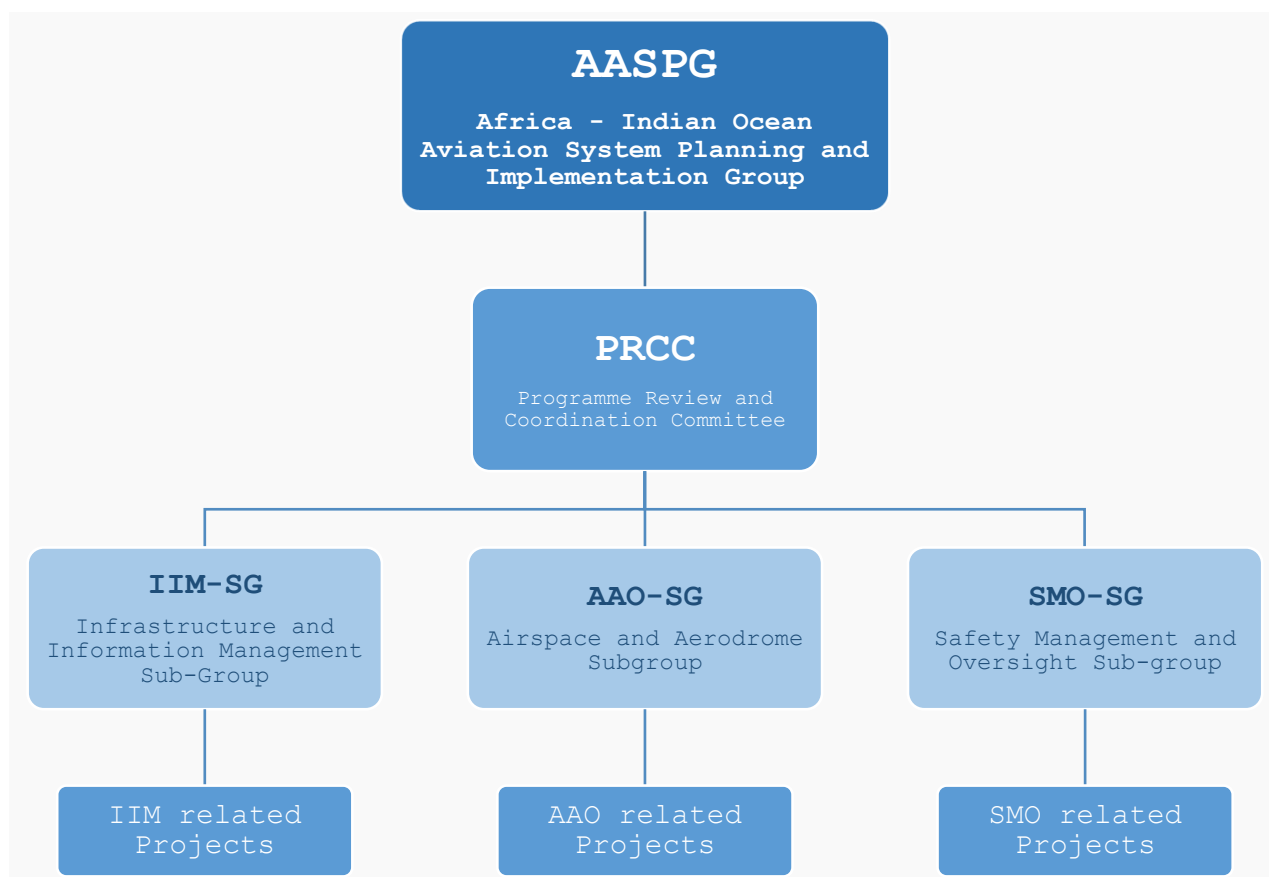 AASPG
Africa - Indian Ocean
Aviation System Planning and
Implementation Group
PRCC
Programme Review and
Coordination Committee
IIM-SG
Infrastructure and
Information Management
Sub-Group
AAO-SG
Airspace and Aerodrome
Subgroup
SMO-SG
Safety Management and
Oversight Sub-group
IIM related
Projects
AAO related
Projects
SMO related
Projects